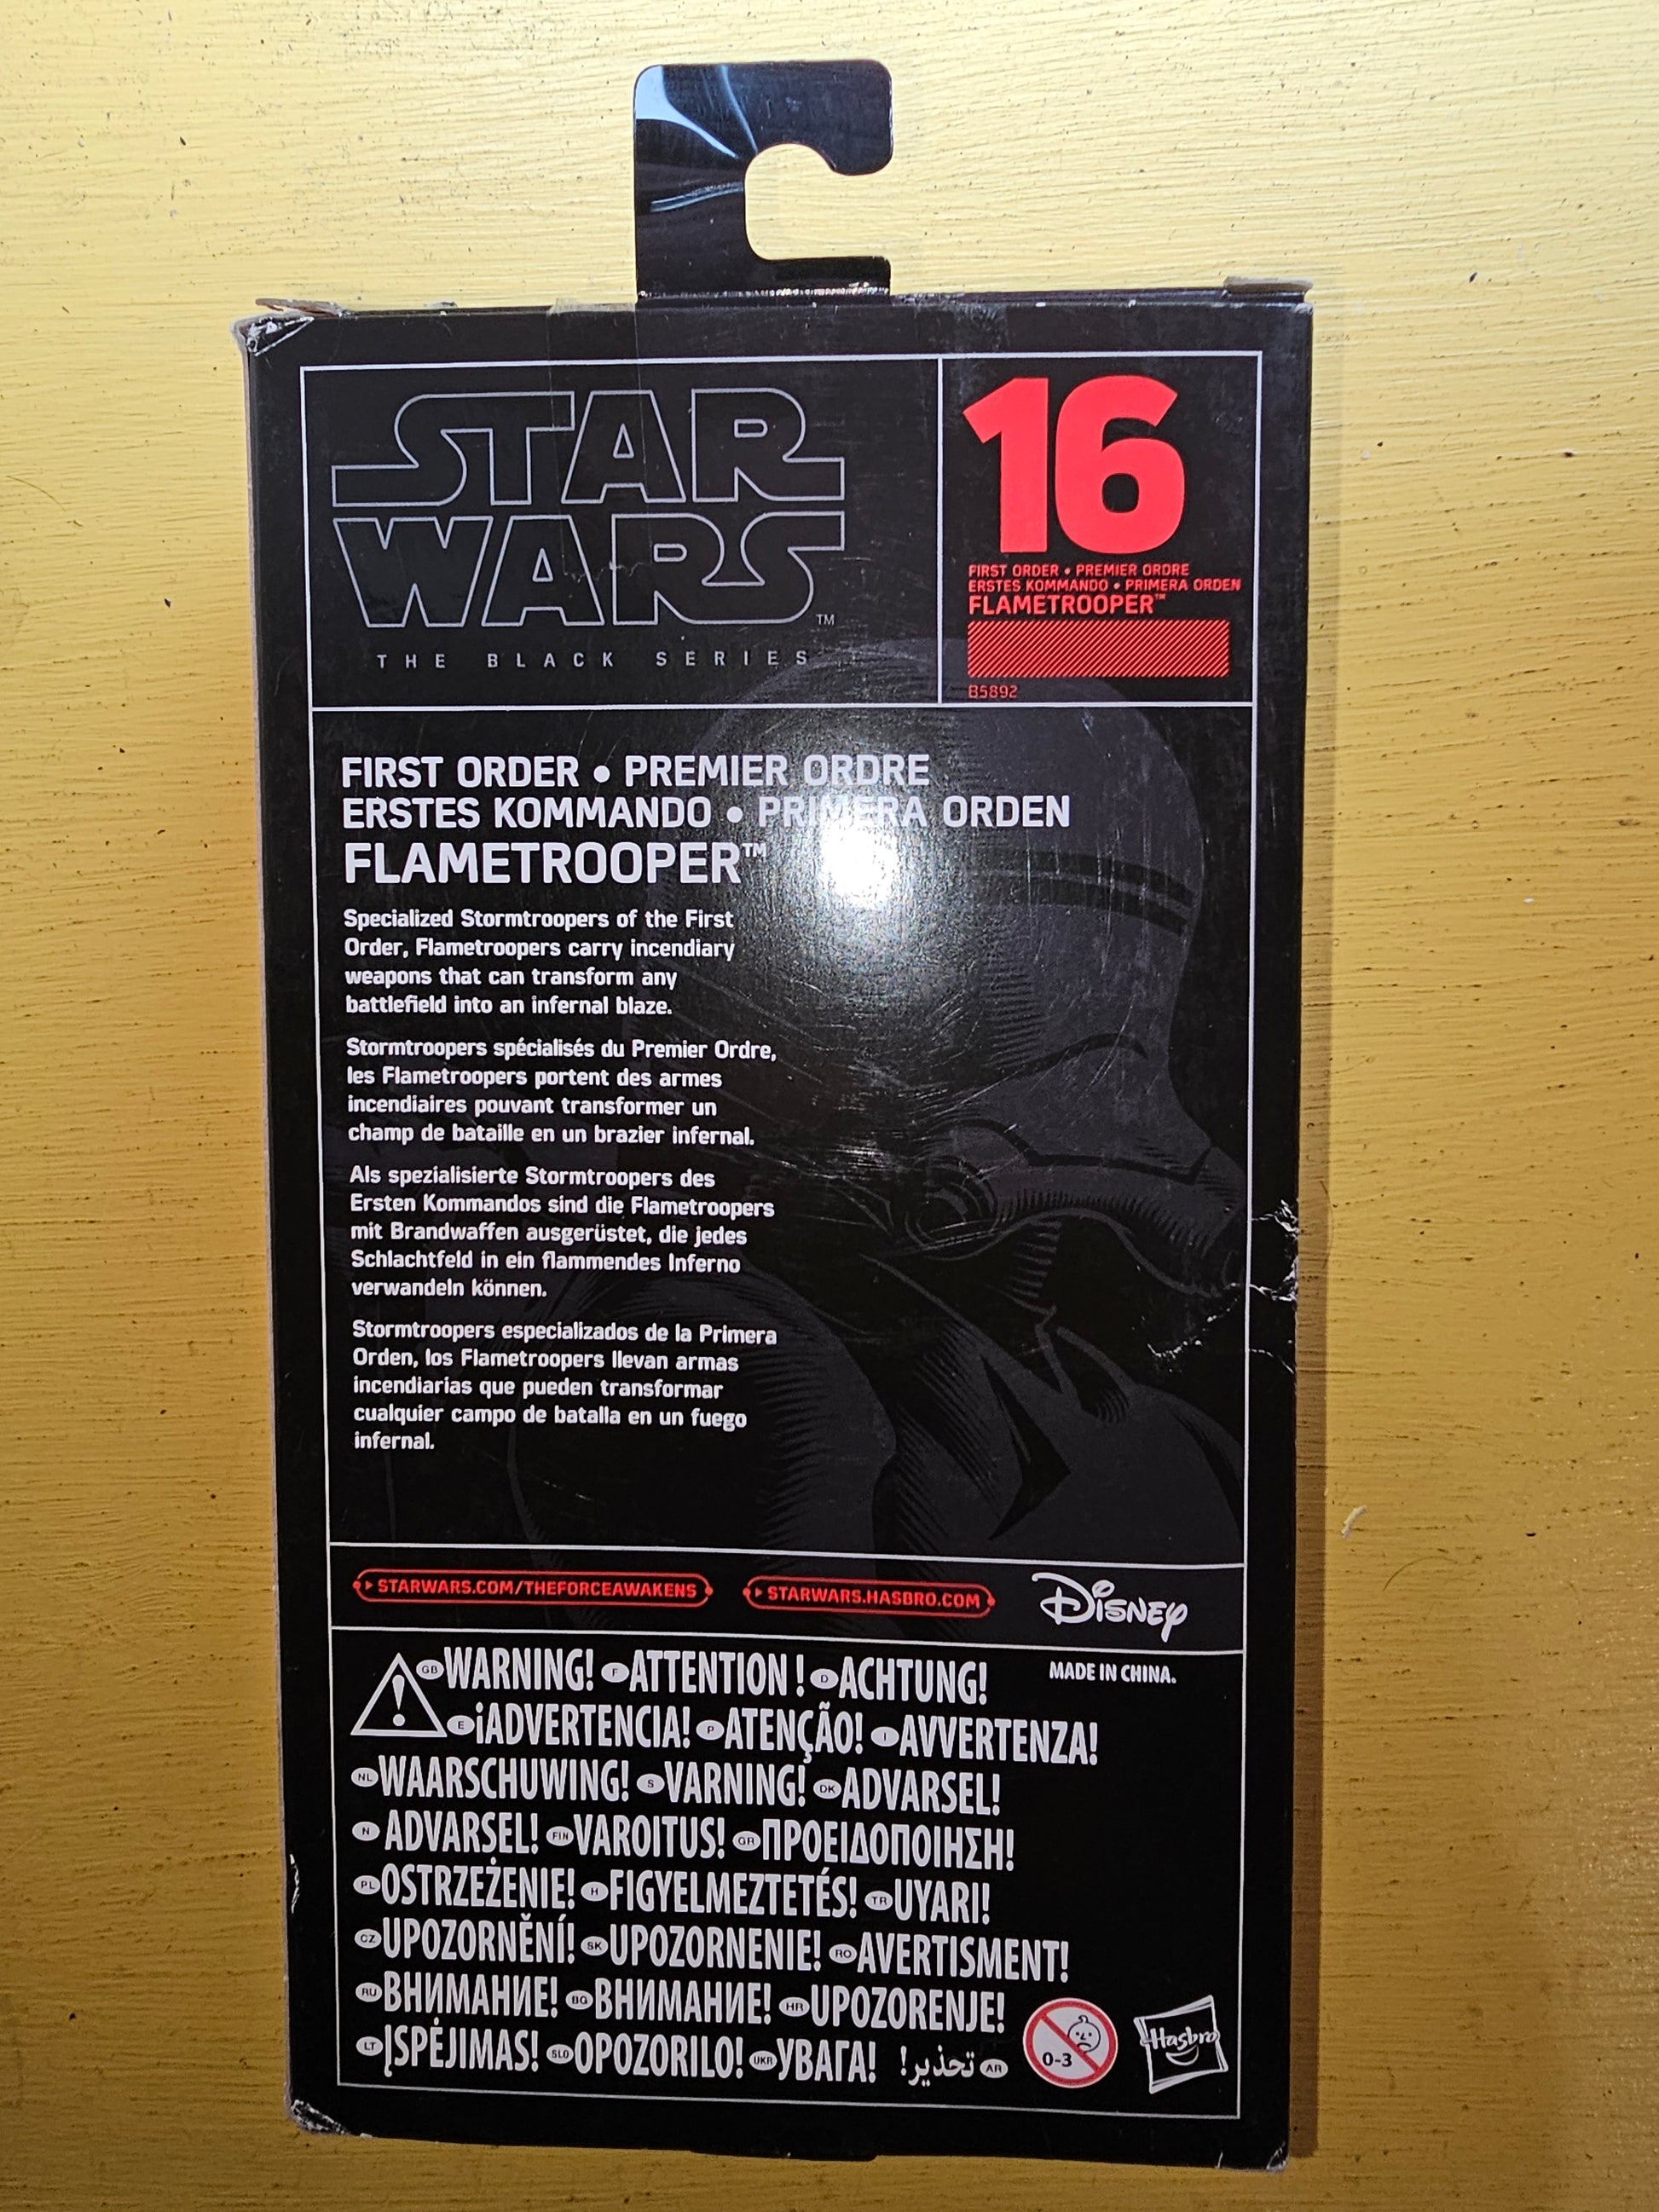 STAR
WARS™
THE BLACK SERIES
16
FIRST ORDER • PREMIER ORDRE
ERSTES KOMMANDO • PRIMERA ORDEN
FLAMETROOPER™
B5892
FIRST ORDER • PREMIER ORDRE
ERSTES KOMMANDO • PRIMERA ORDEN
FLAMETROOPER™
Specialized Stormtroopers of the First
Order, Flametroopers carry incendiary
weapons that can transform any
battlefield into an infernal blaze.
Stormtroopers spécialisés du Premier Ordre,
les Flametroopers portent des armes
incendiaires pouvant transformer un
champ de bataille en un brazier infernal.
Als spezialisierte Stormtroopers des
Ersten Kommandos sind die Flametroopers
mit Brandwaffen ausgerüstet, die jedes
Schlachtfeld in ein flammendes Inferno
verwandeln können.
Stormtroopers especializados de la Primera
Orden, los Flametroopers llevan armas
incendiarias que pueden transformar
cualquier campo de batalla en un fuego
infernal.
STARWARS.COM/THEFORCEAWAKENS STARWARS.HASBRO.COM Disney
GB WARNING! F ATTENTION ! D ACHTUNG! MADE IN CHINA.
E ¡ADVERTENCIA! P ATENÇÃO! I AVVERTENZA!
NL WAARSCHUWING! S VARNING! DK ADVARSEL!
N ADVARSEL! FIN VAROITUS! GR ΠΡΟΕΙΔΟΠΟΙΗΣΗ!
PL OSTRZEŻENIE! H FIGYELMEZTETÉS! TR UYARI!
CZ UPOZORNĚNÍ! SK UPOZORNENIE! RO AVERTISMENT!
RU ВНИМАНИЕ! BG ВНИМАНИЕ! HR UPOZORENJE!
LT ĮSPĖJIMAS! SLO OPOZORILO! UKR УВАГА! AR تحذير!
0-3
Hasbro